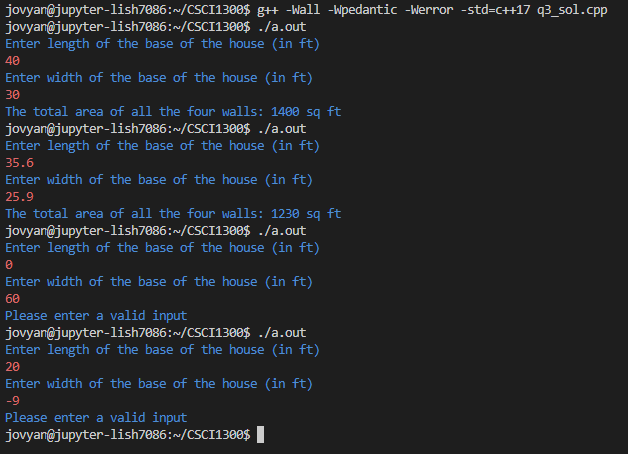 jovyan@jupyter-lish7086:~/CSCI1300$ g++ -Wall -Wpedantic -Werror -std=c++17 q3_sol.cpp
jovyan@jupyter-lish7086:~/CSCI1300$ ./a.out
Enter length of the base of the house (in ft)
40
Enter width of the base of the house (in ft)
30
The total area of all the four walls: 1400 sq ft
jovyan@jupyter-lish7086:~/CSCI1300$ ./a.out
Enter length of the base of the house (in ft)
35.6
Enter width of the base of the house (in ft)
25.9
The total area of all the four walls: 1230 sq ft
jovyan@jupyter-lish7086:~/CSCI1300$ ./a.out
Enter length of the base of the house (in ft)
0
Enter width of the base of the house (in ft)
60
Please enter a valid input
jovyan@jupyter-lish7086:~/CSCI1300$ ./a.out
Enter length of the base of the house (in ft)
20
Enter width of the base of the house (in ft)
-9
Please enter a valid input
jovyan@jupyter-lish7086:~/CSCI1300$